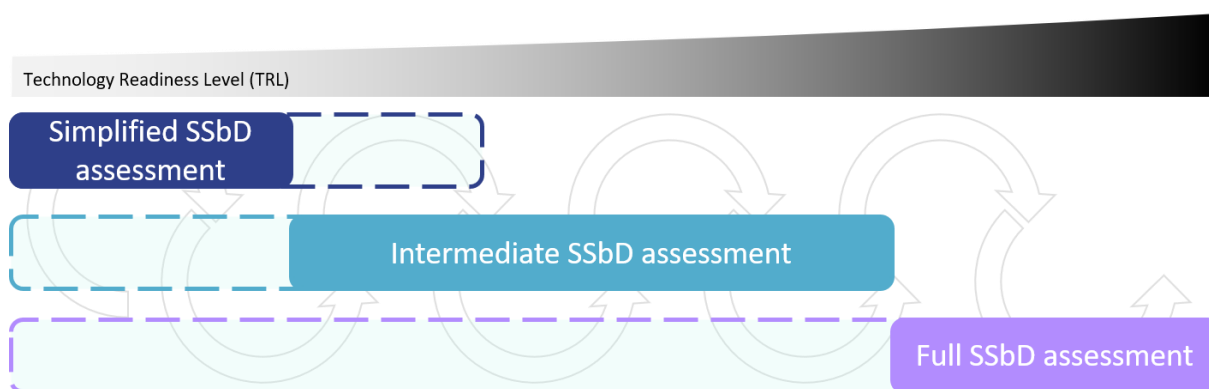 Technology Readiness Level (TRL)
Simplified SSbD
assessment
Intermediate SSbD assessment
Full SSbD assessment